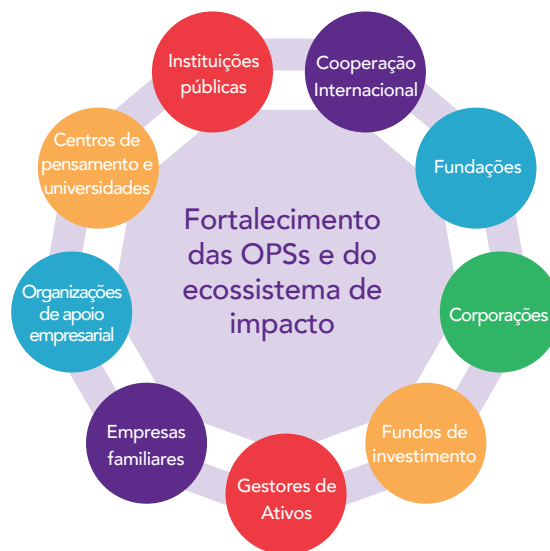 Instituições
públicas
Cooperação
Internacional
Centros de
pensamento e
universidades
Fundações
Fortalecimento
das OPSs e do
ecossistema de
impacto
Organizações
de apoio
empresarial
Corporações
Empresas
familiares
Fundos de
investimento
Gestores de
Ativos